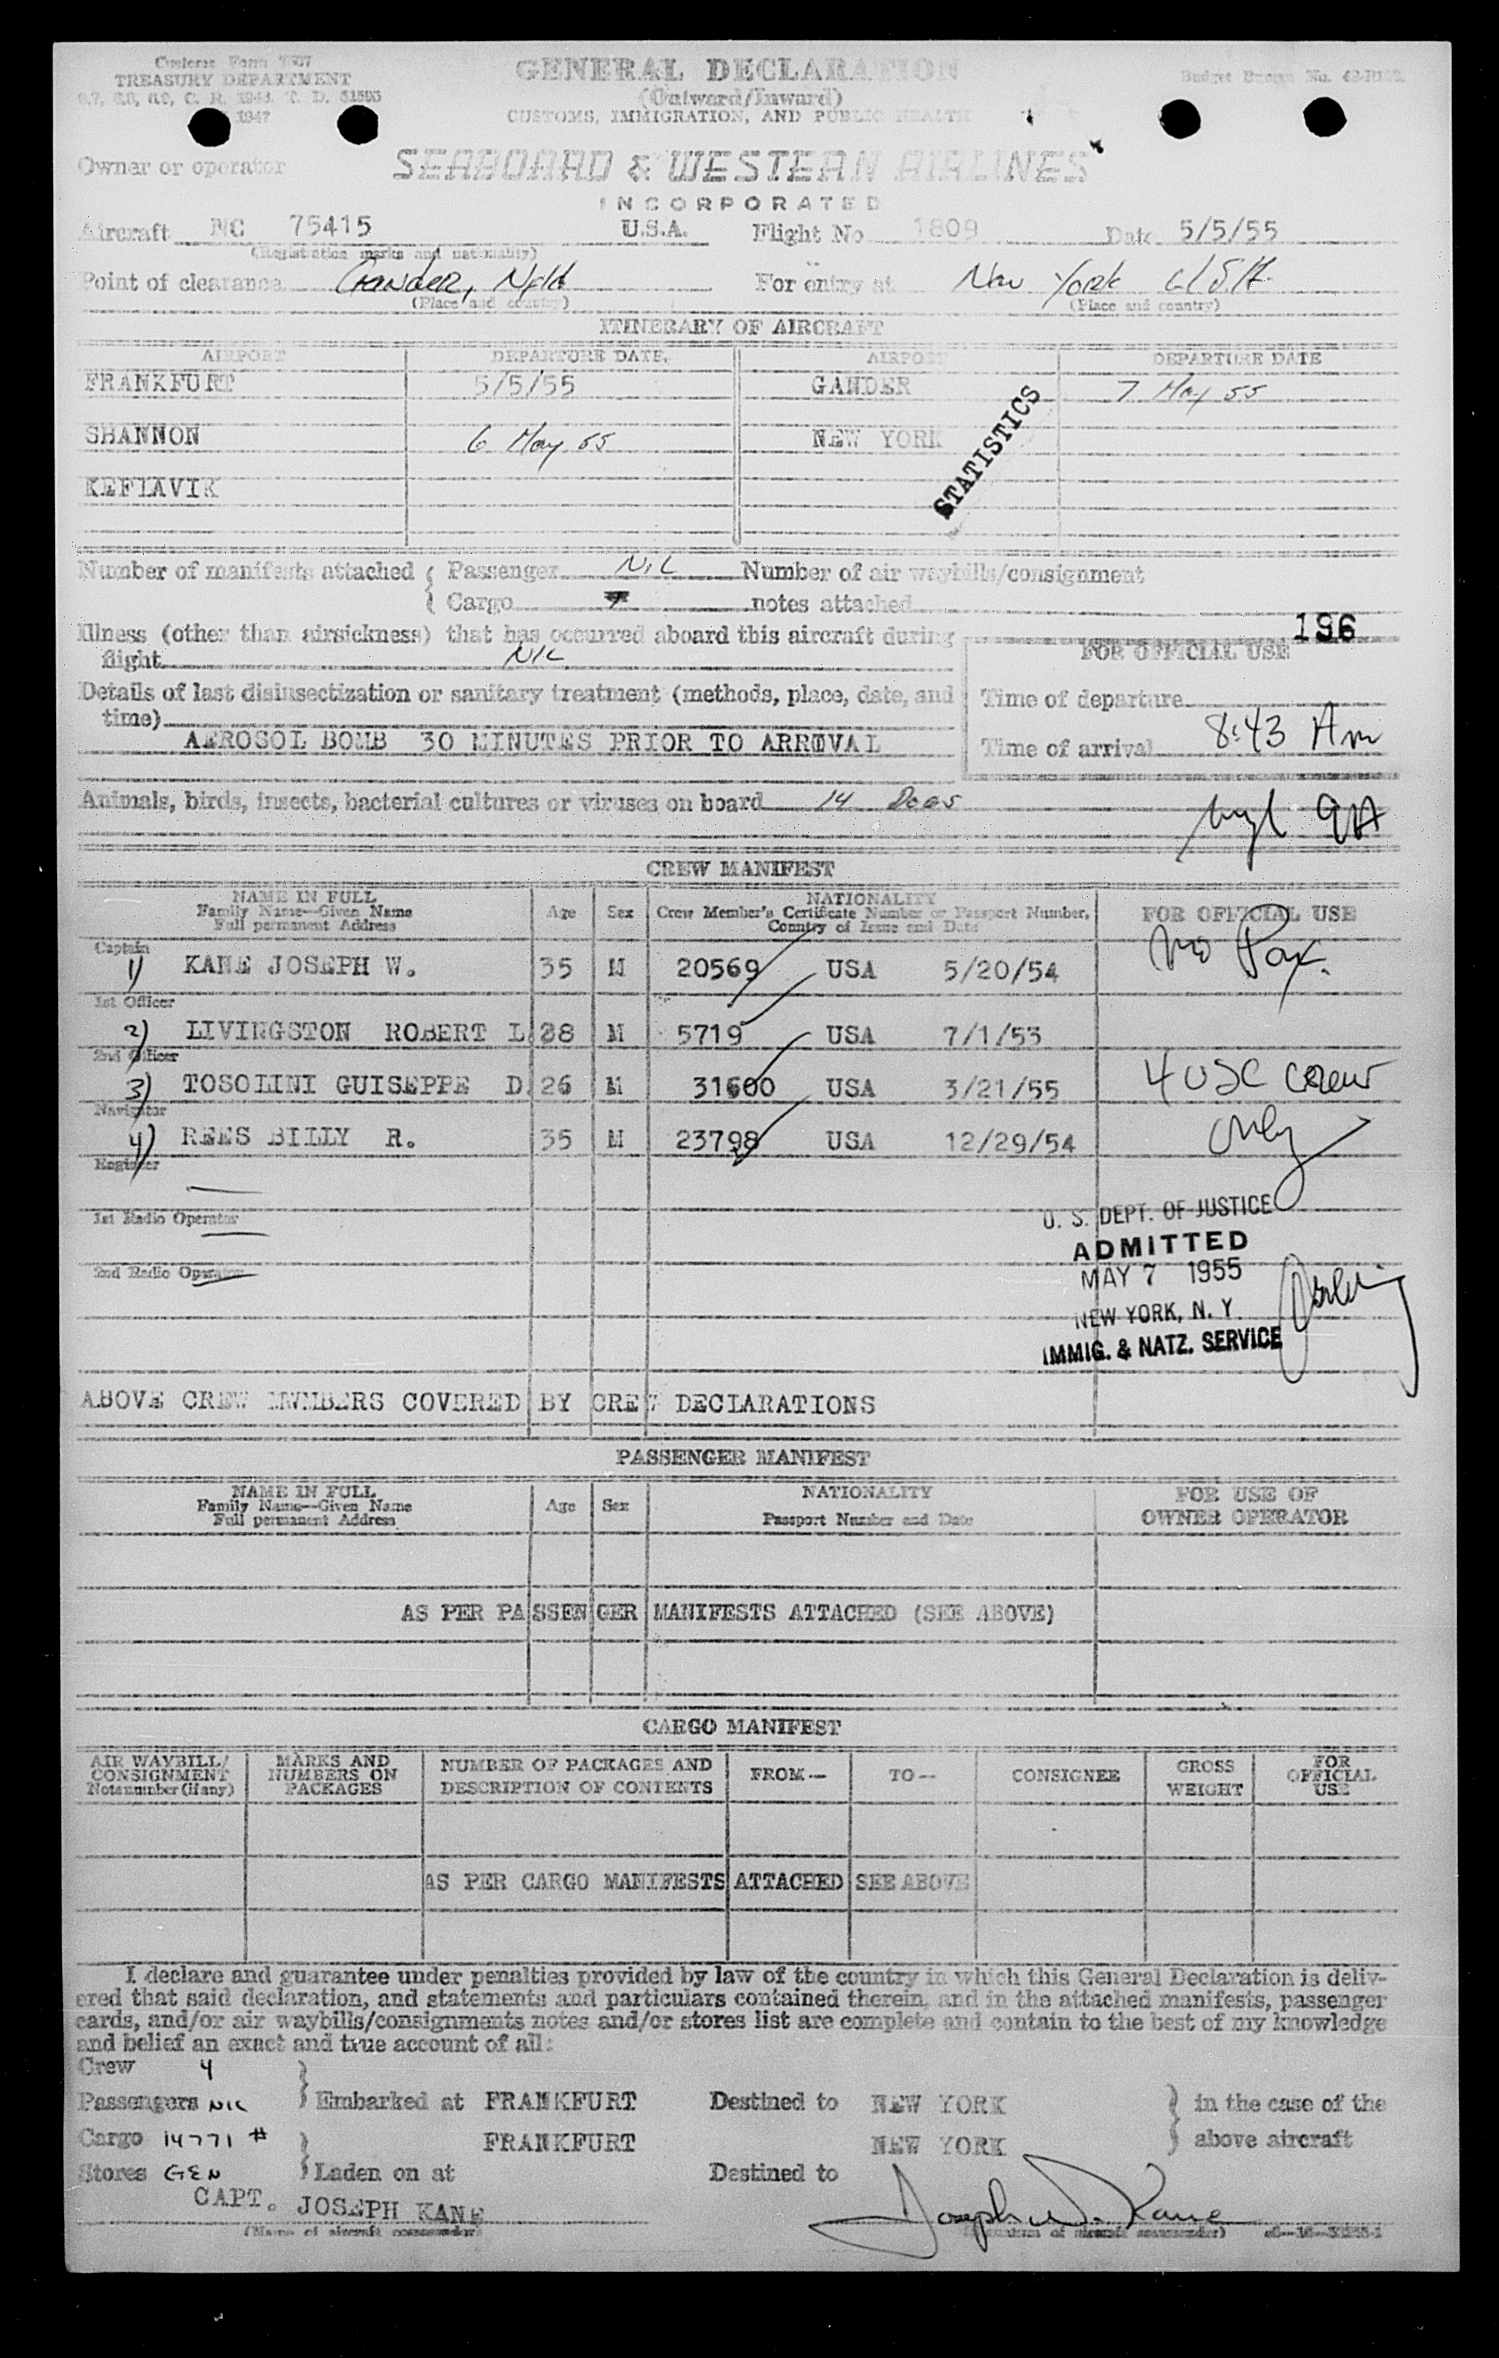 Customs Form 7507
TREASURY DEPARTMENT
1947
GENERAL DECLARATION
(Outward/Inward)
CUSTOMS, IMMIGRATION, AND PUBLIC HEALTH
Budget Bureau No.
Owner or operator SEABOARD & WESTERN AIRLINES
INCORPORATED
Aircraft NC 75415 U.S.A. Flight No 1809 Date 5/5/55
(Registration marks and nationality)
Point of clearance Gander, Nfld For entry at New York USA
(Place and country) (Place and country)
ITINERARY OF AIRCRAFT
AIRPORT DEPARTURE DATE. AIRPORT DEPARTURE DATE
FRANKFURT 5/5/55 GANDER 7 May 55
SHANNON 6 May 55 NEW YORK
STATISTICS
KEFLAVIK
Number of manifests attached { Passenger NIL Number of air waybills/consignment
Cargo notes attached
196
Illness (other than airsickness) that has occurred aboard this aircraft during
flight NIL
FOR OFFICIAL USE
Details of last disinsectization or sanitary treatment (methods, place, date, and
time)
Time of departure
AEROSOL BOMB 30 MINUTES PRIOR TO ARRIVAL
Time of arrival 8:43 Am
Animals, birds, insects, bacterial cultures or viruses on board 14 Dogs
CREW MANIFEST
NAME IN FULL
Family Name—Given Name
Full permanent Address
Age Sex
NATIONALITY
Crew Member's Certificate Number or Passport Number,
Country of Issue and Date
FOR OFFICIAL USE
Captain
1) KANE JOSEPH W. 35 M 20569 USA 5/20/54 No Pax.
1st Officer
2) LIVINGSTON ROBERT L 38 M 5719 USA 7/1/53
2nd Officer
3) TOSOLINI GUISEPPE D. 26 M 31600 USA 3/21/55 4 USC crew
Navigator
4) REES BILLY R. 35 M 23798 USA 12/29/54 only
Engineer
1st Radio Operator
U. S. DEPT. OF JUSTICE
ADMITTED
2nd Radio Operator
MAY 7 1955
NEW YORK, N. Y.
IMMIG. & NATZ. SERVICE
ABOVE CREW MEMBERS COVERED BY CREW DECLARATIONS
PASSENGER MANIFEST
NAME IN FULL
Family Name—Given Name
Full permanent Address
Age Sex
NATIONALITY
Passport Number and Date
FOR USE OF
OWNER OPERATOR
AS PER PASSENGER MANIFESTS ATTACHED (SEE ABOVE)
CARGO MANIFEST
AIR WAYBILL/
CONSIGNMENT
Note number (if any)
MARKS AND
NUMBERS ON
PACKAGES
NUMBER OF PACKAGES AND
DESCRIPTION OF CONTENTS
FROM—
TO—
CONSIGNEE
GROSS
WEIGHT
FOR
OFFICIAL
USE
AS PER CARGO MANIFESTS ATTACHED SEE ABOVE
I declare and guarantee under penalties provided by law of the country in which this General Declaration is deliv-
ered that said declaration, and statements and particulars contained therein, and in the attached manifests, passenger
cards, and/or air waybills/consignments notes and/or stores list are complete and contain to the best of my knowledge
and belief an exact and true account of all:
Crew 4
Passengers NIL } Embarked at FRANKFURT Destined to NEW YORK } in the case of the
Cargo 14771 # FRANKFURT NEW YORK above aircraft
Stores GEN } Laden on at Destined to
CAPT. JOSEPH KANE Joseph W. Kane
(Name of aircraft commander) (Signature of aircraft commander)